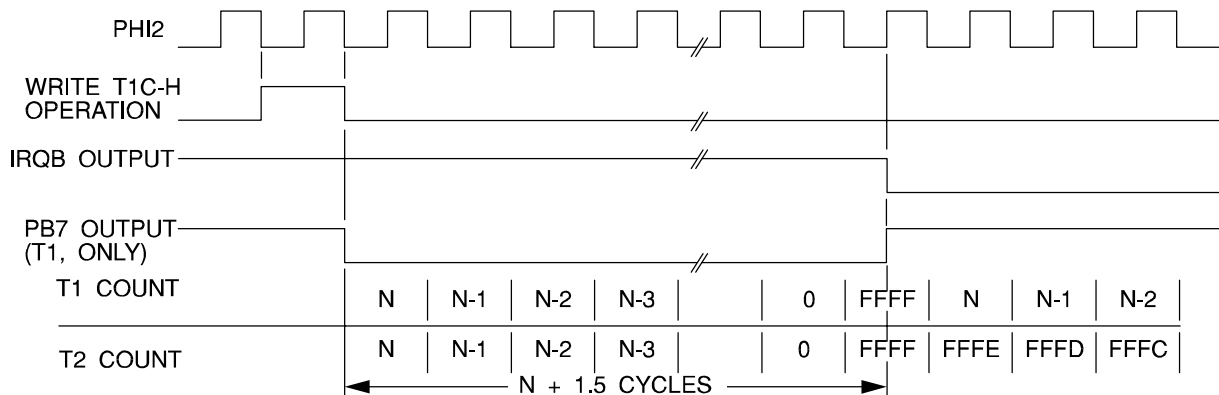 PHI2
WRITE T1C-H
OPERATION
IRQB OUTPUT
PB7 OUTPUT
(T1, ONLY)
T1 COUNT N N-1 N-2 N-3 0 FFFF N N-1 N-2
T2 COUNT N N-1 N-2 N-3 0 FFFF FFFE FFFD FFFC
N + 1.5 CYCLES